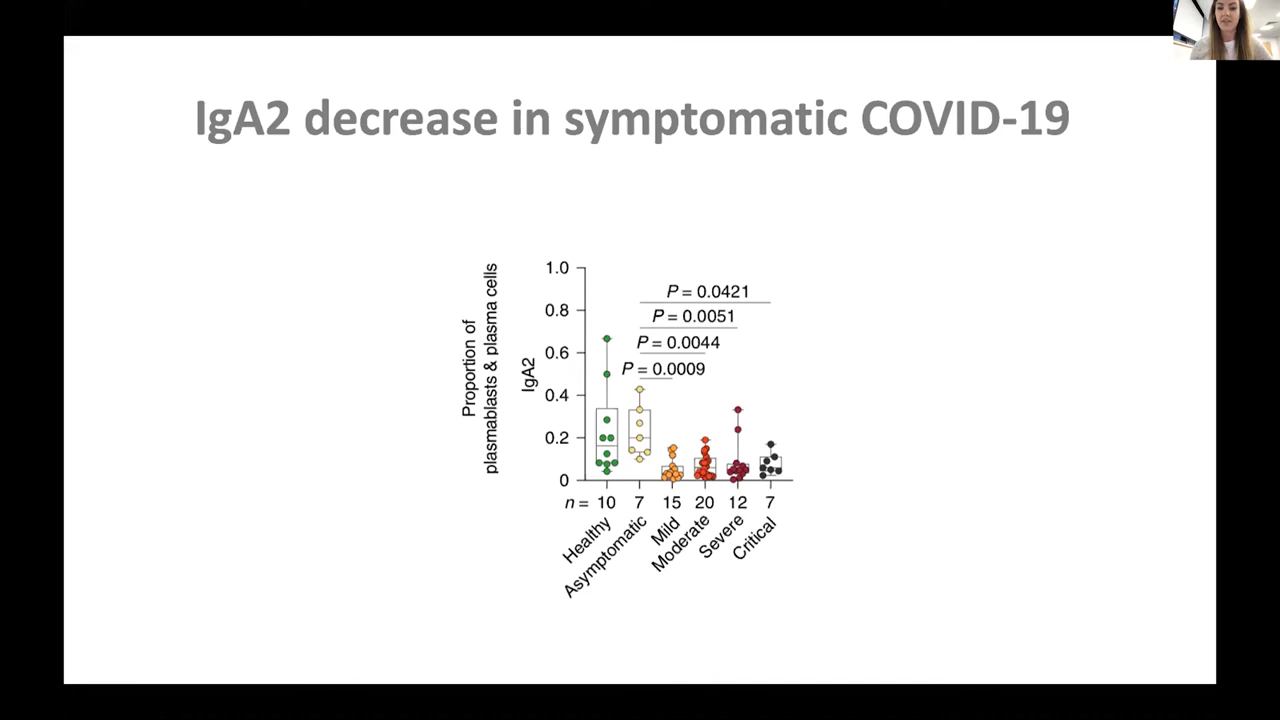 IgA2 decrease in symptomatic COVID-19
Proportion of
plasmablasts & plasma cells
IgA2
1.0
0.8
0.6
0.4
0.2
0
P = 0.0421
P = 0.0051
P = 0.0044
P = 0.0009
n = 10 7 15 20 12 7
Healthy
Asymptomatic
Mild
Moderate
Severe
Critical